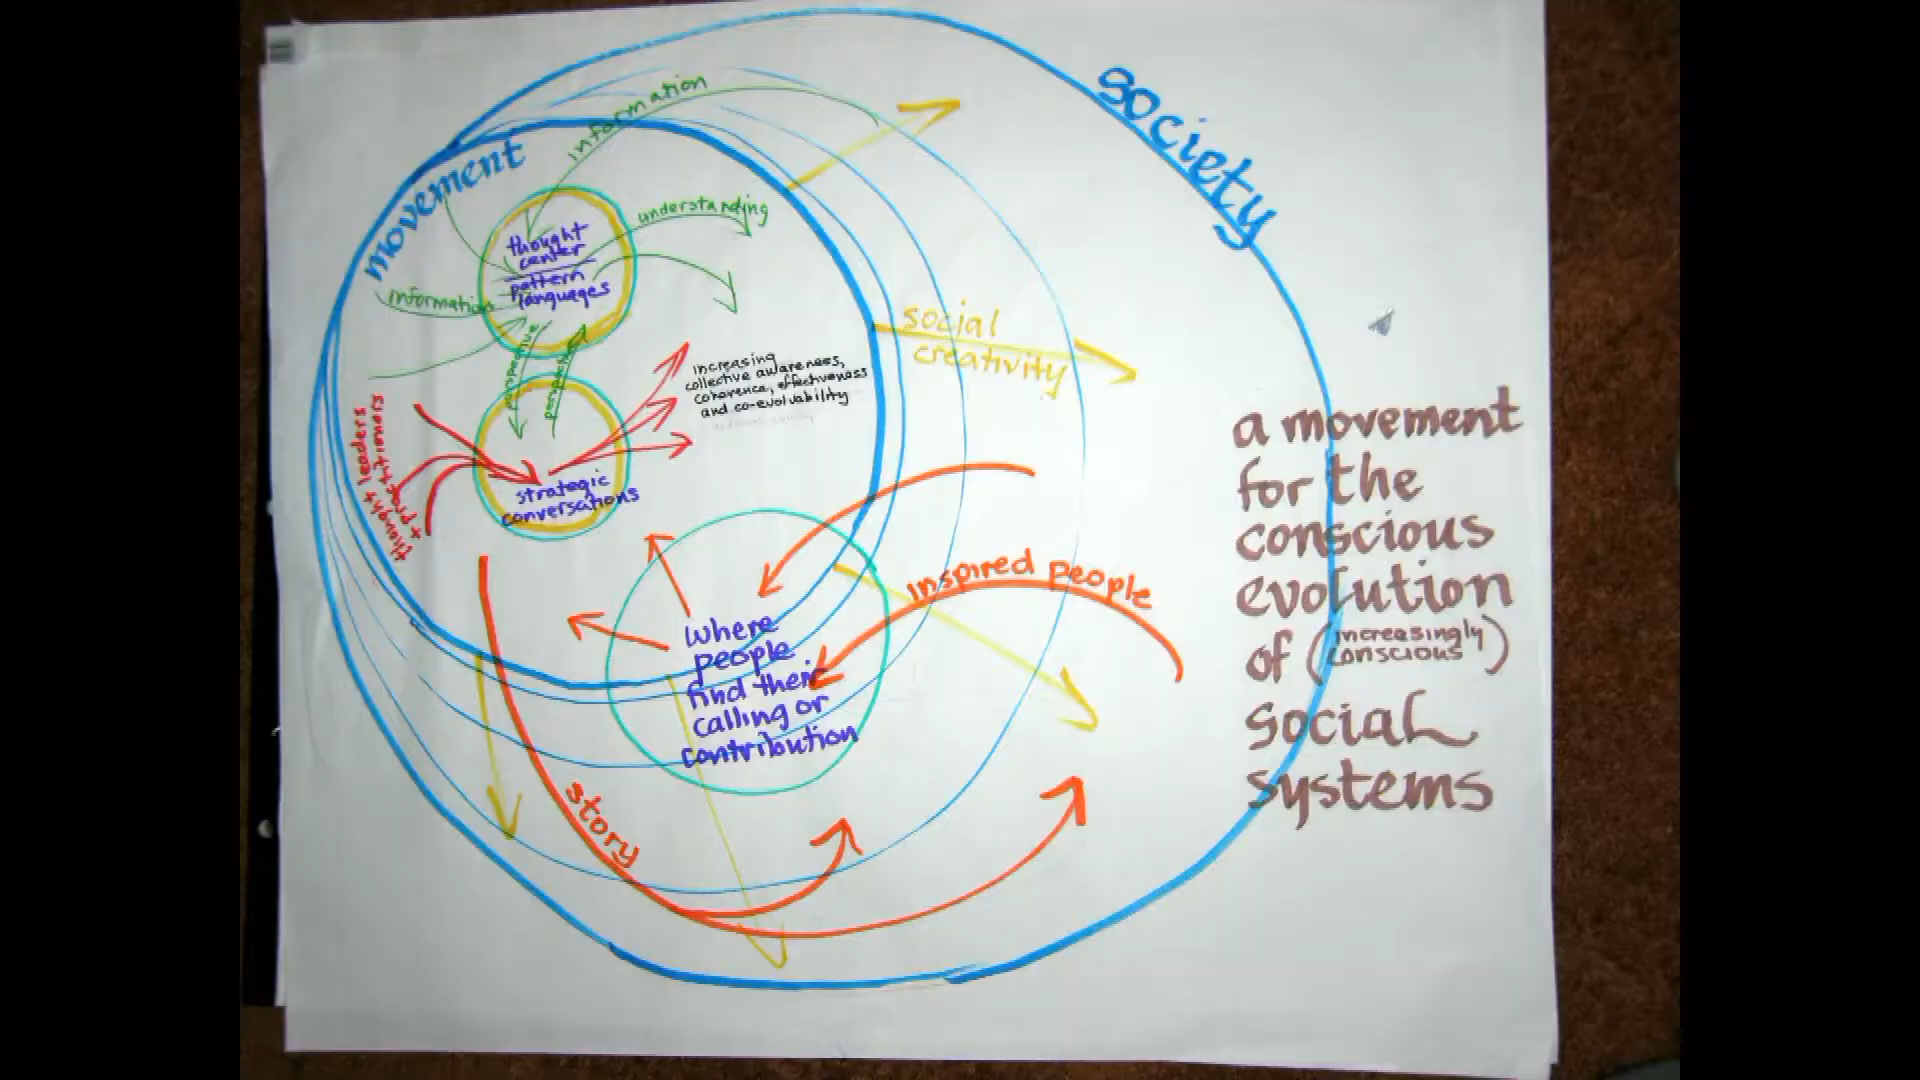 society
movement
information
understanding
thought
center
pattern
languages
information
perspective
social
creativity
increasing
collective awareness,
coherence, effectiveness
and co-evolvability
thought leaders
+ practitioners
strategic
conversations
inspired people
where
people
find their
calling or
contribution
story
a movement
for the
conscious
evolution
of (increasingly
conscious)
social
systems